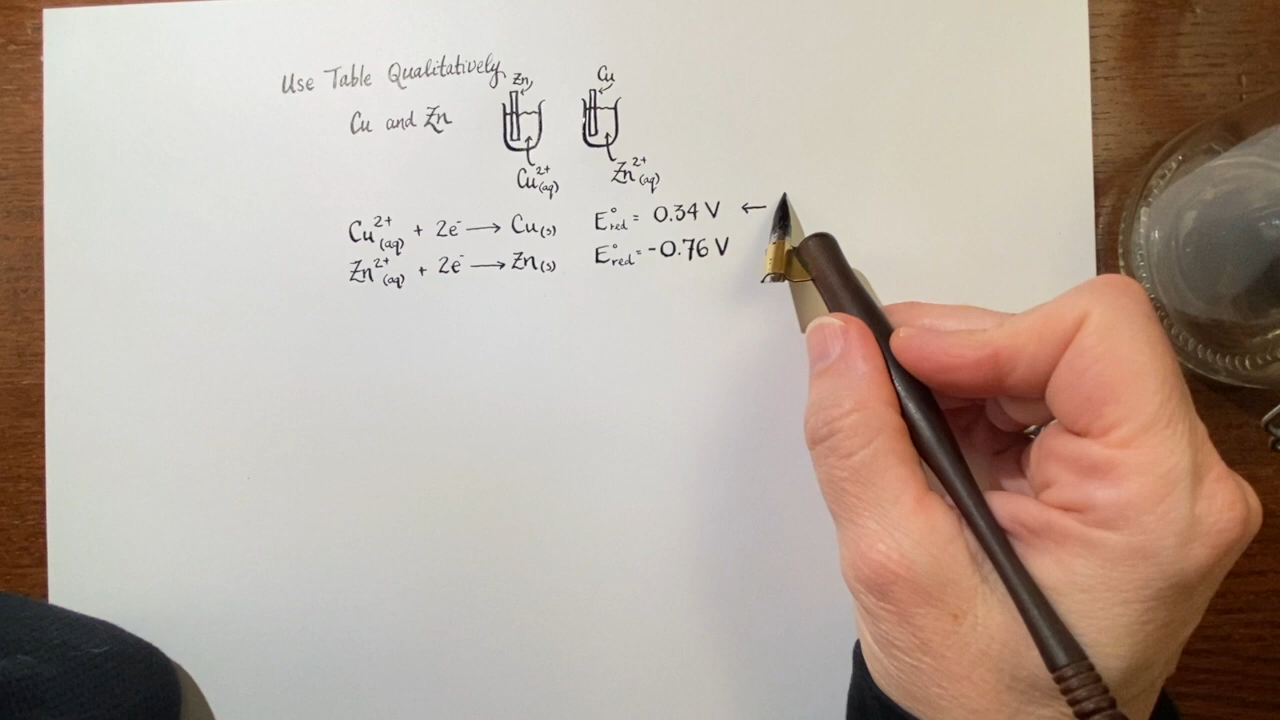 Use Table Qualitatively
Cu and Zn
Zn
Cu
Cu²⁺(aq)
Zn²⁺(aq)
Cu²⁺(aq) + 2e⁻ ⟶ Cu(s) E°red = 0.34 V ←
Zn²⁺(aq) + 2e⁻ ⟶ Zn(s) E°red = -0.76 V